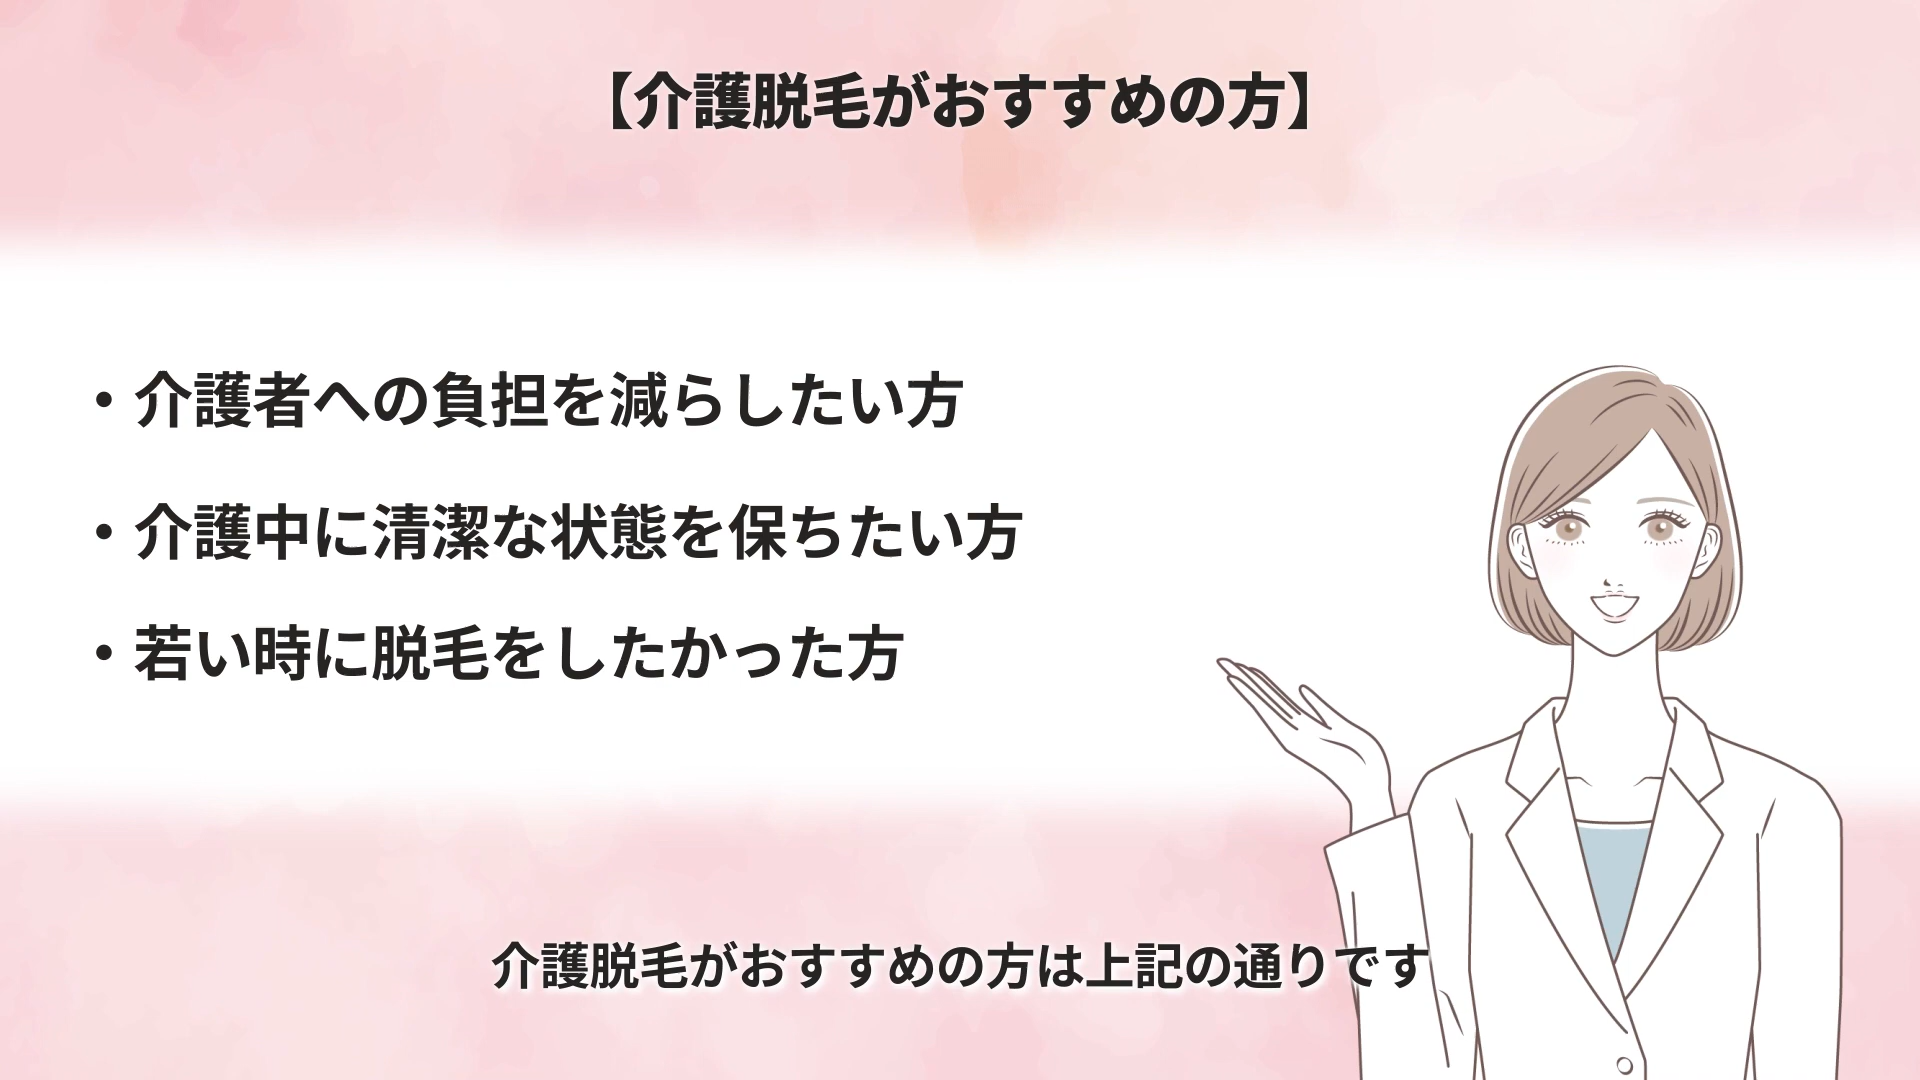 【介護脱毛がおすすめの方】
・介護者への負担を減らしたい方
・介護中に清潔な状態を保ちたい方
・若い時に脱毛をしたかった方
介護脱毛がおすすめの方は上記の通りです